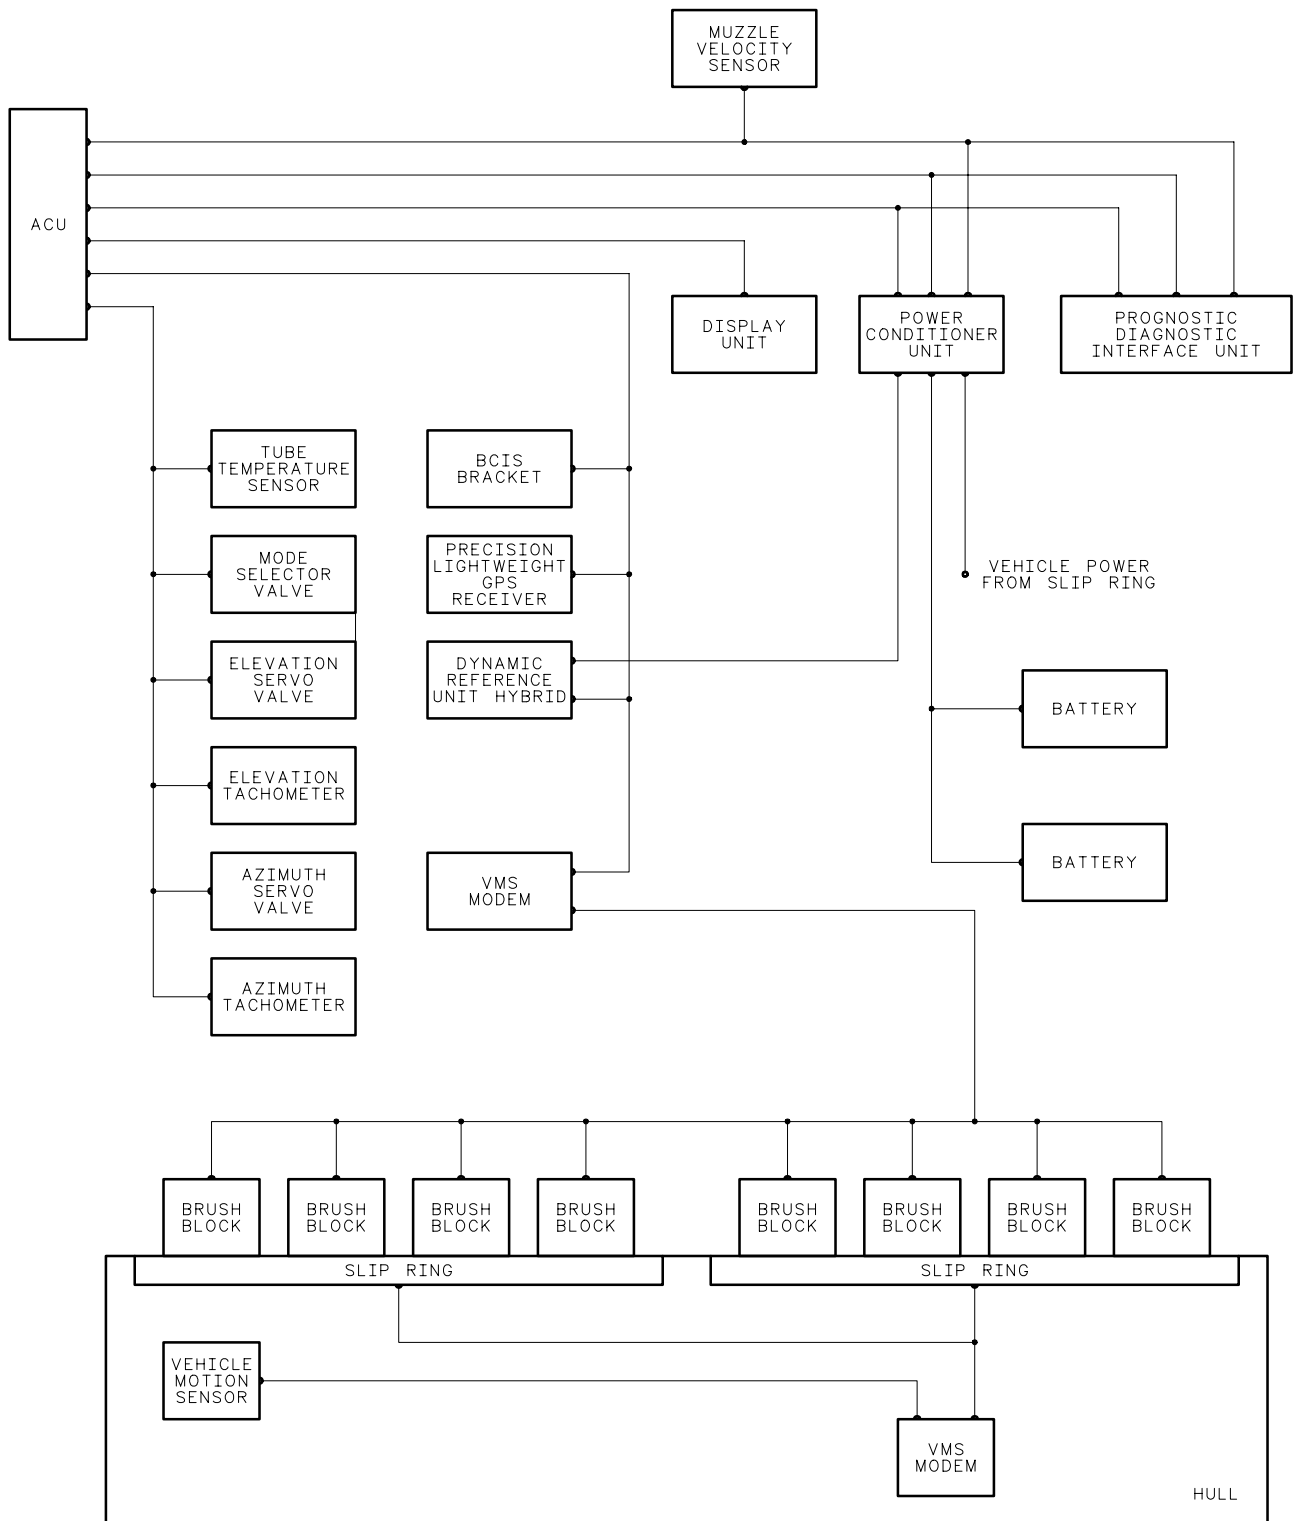 MUZZLE
VELOCITY
SENSOR
ACU
DISPLAY
UNIT
POWER
CONDITIONER
UNIT
PROGNOSTIC
DIAGNOSTIC
INTERFACE UNIT
TUBE
TEMPERATURE
SENSOR
BCIS
BRACKET
MODE
SELECTOR
VALVE
PRECISION
LIGHTWEIGHT
GPS
RECEIVER
VEHICLE POWER
FROM SLIP RING
ELEVATION
SERVO
VALVE
DYNAMIC
REFERENCE
UNIT HYBRID
BATTERY
ELEVATION
TACHOMETER
AZIMUTH
SERVO
VALVE
VMS
MODEM
BATTERY
AZIMUTH
TACHOMETER
BRUSH
BLOCK
BRUSH
BLOCK
BRUSH
BLOCK
BRUSH
BLOCK
BRUSH
BLOCK
BRUSH
BLOCK
BRUSH
BLOCK
BRUSH
BLOCK
SLIP RING
SLIP RING
VEHICLE
MOTION
SENSOR
VMS
MODEM
HULL